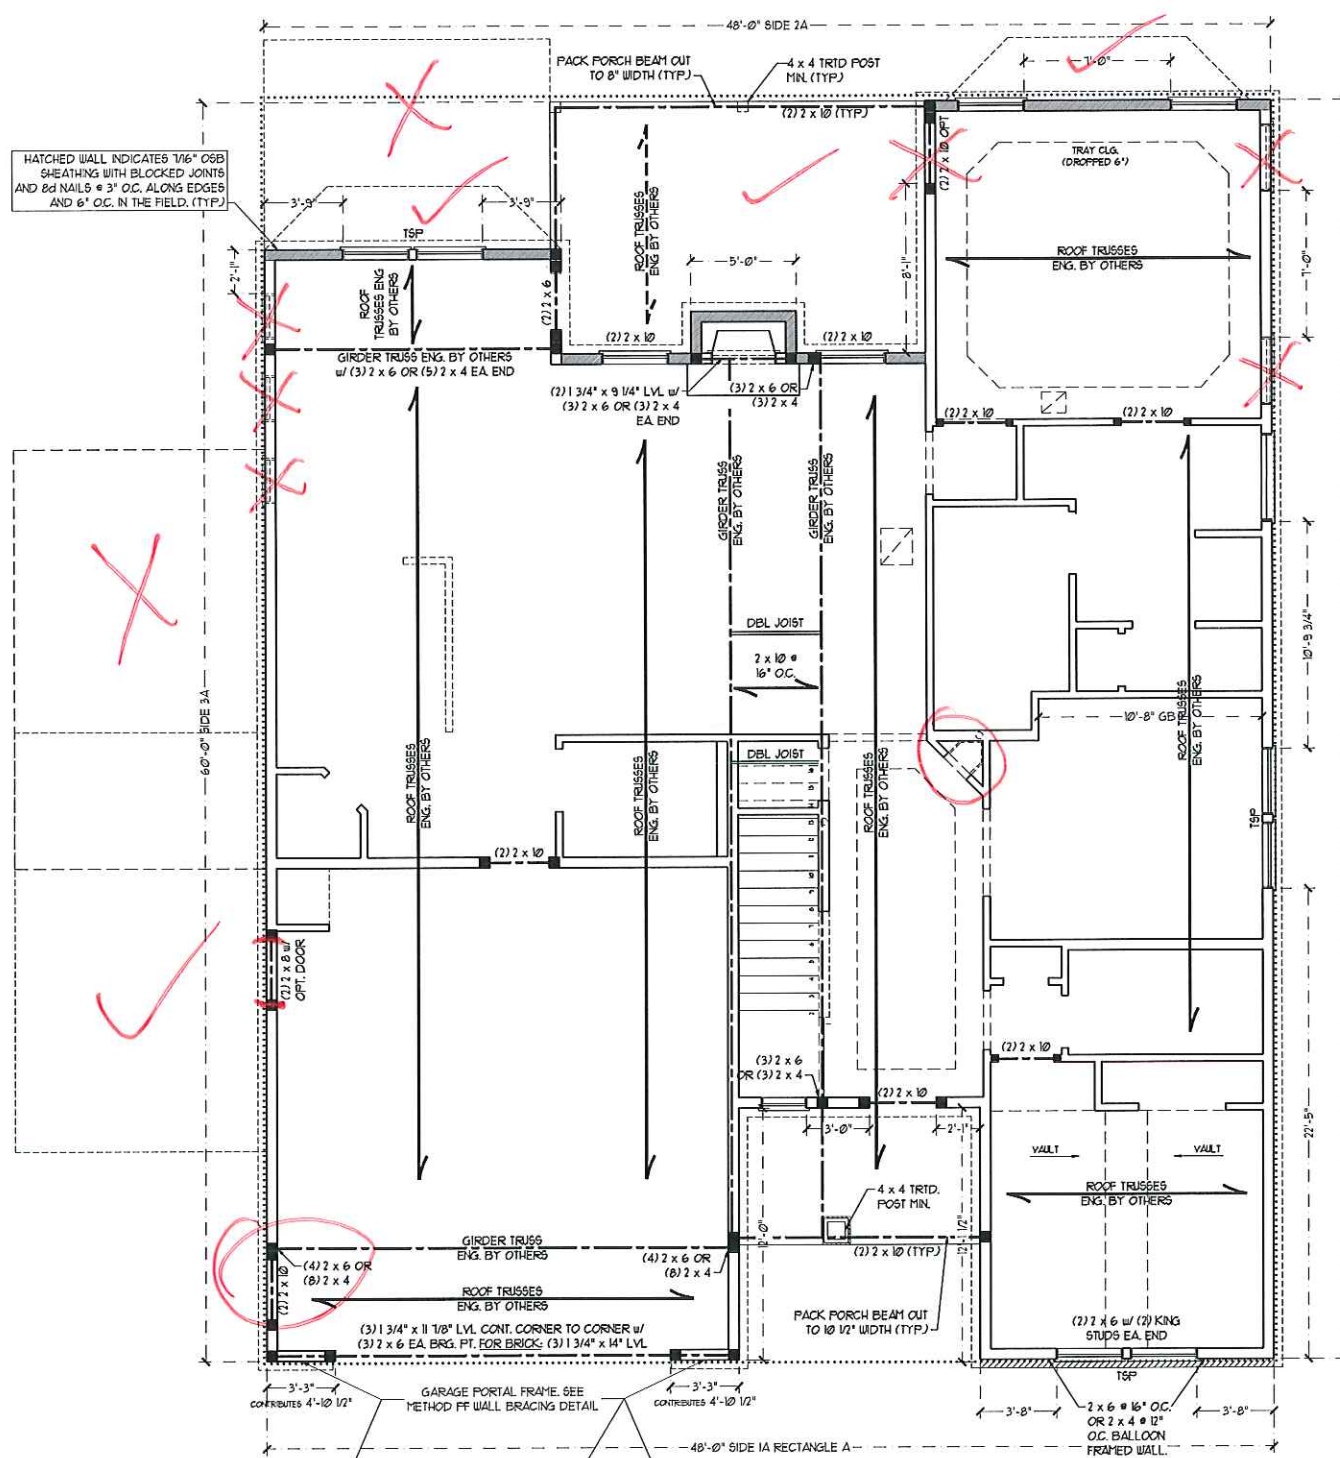 48'-0" SIDE 2A
PACK PORCH BEAM OUT
TO 8" WIDTH (TYP.)
4 x 4 TRTD POST
MIN. (TYP.)
7'-0"
(2) 2 x 10 (TYP.)
HATCHED WALL INDICATES 7/16" OSB
SHEATHING WITH BLOCKED JOINTS
AND 8d NAILS @ 3" O.C. ALONG EDGES
AND 6" O.C. IN THE FIELD. (TYP.)
3'-9"
3'-9"
TSP
2'-1"
ROOF
TRUSSES ENG
BY OTHERS
(2) 2 x 6
ROOF TRUSSES
ENG. BY OTHERS
5'-0"
8'-1"
(2) 2 x 10 OPT
TRAY CLG.
(DROPPED 6")
ROOF TRUSSES
ENG. BY OTHERS
7'-0"
(2) 2 x 10
(2) 2 x 10
GIRDER TRUSS ENG. BY OTHERS
w/ (3) 2 x 6 OR (5) 2 x 4 EA. END
(2) 1 3/4" x 9 1/4" LVL w/
(3) 2 x 6 OR (3) 2 x 4
EA. END
(3) 2 x 6 OR
(3) 2 x 4
(2) 2 x 10
(2) 2 x 10
GIRDER TRUSS
ENG. BY OTHERS
GIRDER TRUSS
ENG. BY OTHERS
DBL JOIST
2 x 10 @
16" O.C.
DBL JOIST
10'-9 3/4"
10'-8" GB
60'-0" SIDE 3A
ROOF TRUSSES
ENG. BY OTHERS
ROOF TRUSSES
ENG. BY OTHERS
ROOF TRUSSES
ENG. BY OTHERS
ROOF TRUSSES
ENG. BY OTHERS
TSP
(2) 2 x 10
(2) 2 x 8 w/
OPT. DOOR
(3) 2 x 6
OR (3) 2 x 4
(2) 2 x 10
(2) 2 x 10
3'-0"
2'-1"
22'-5"
VAULT
VAULT
ROOF TRUSSES
ENG. BY OTHERS
4 x 4 TRTD.
POST MIN.
12'-0"
12'-1 1/2"
(2) 2 x 10 (TYP.)
GIRDER TRUSS
ENG. BY OTHERS
(4) 2 x 6 OR
(8) 2 x 4
(4) 2 x 6 OR
(8) 2 x 4
(2) 2 x 10
ROOF TRUSSES
ENG. BY OTHERS
(3) 1 3/4" x 11 7/8" LVL CONT. CORNER TO CORNER w/
(3) 2 x 6 EA. BRG. PT. FOR BRICK: (3) 1 3/4" x 14" LVL
PACK PORCH BEAM OUT
TO 10 1/2" WIDTH (TYP.)
(2) 2 x 6 w/ (2) KING
STUDS EA. END
TSP
3'-3"
CONTRIBUTES 4'-10 1/2"
GARAGE PORTAL FRAME. SEE
METHOD PF WALL BRACING DETAIL
3'-3"
CONTRIBUTES 4'-10 1/2"
3'-8"
2 x 6 @ 16" O.C.
OR 2 x 4 @ 12"
O.C. BALLOON
FRAMED WALL.
3'-8"
48'-0" SIDE 1A RECTANGLE A